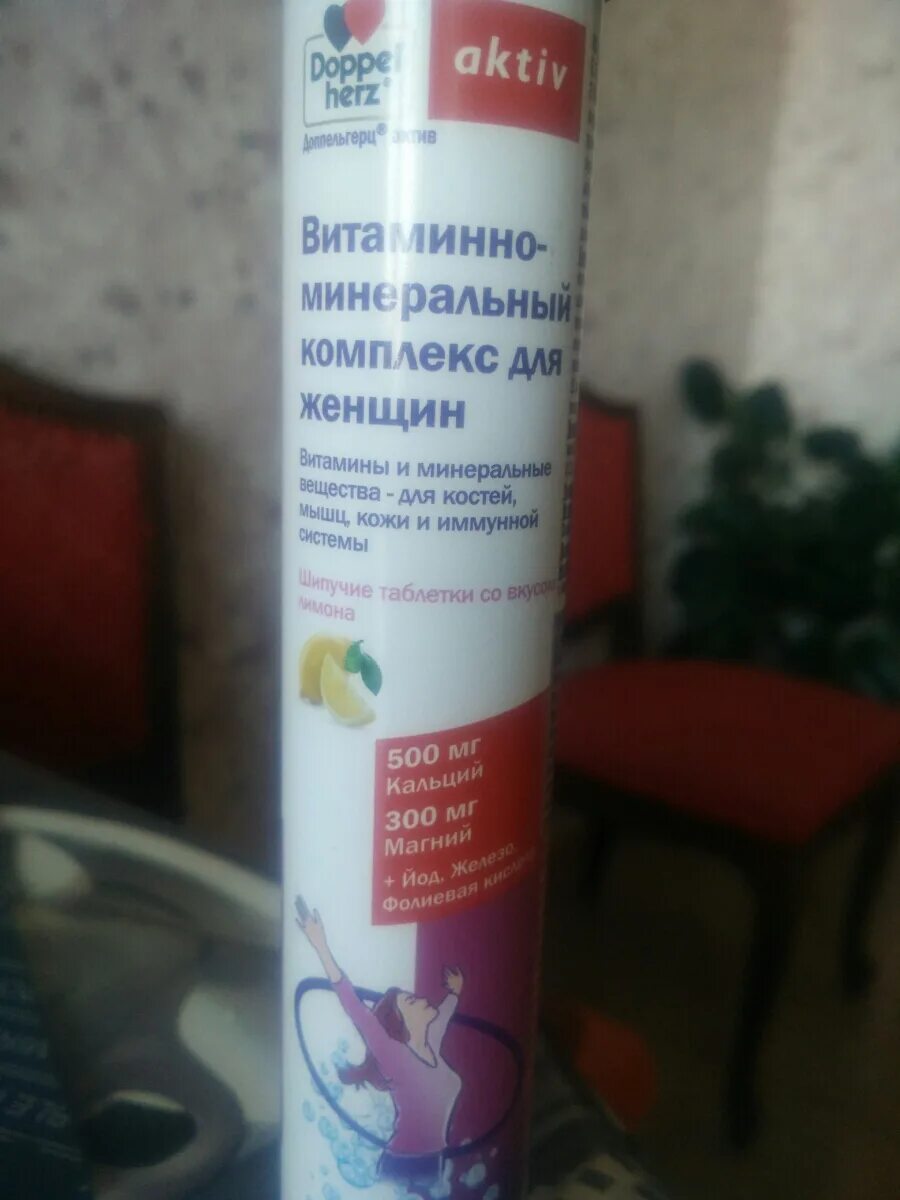 Doppel
herz®
aktiv
Доппельгерц® актив
Витаминно-
минеральный
комплекс для
женщин
Витамины и минеральные
вещества - для костей,
мышц, кожи и иммунной
системы
Шипучие таблетки со вкусом
лимона
500 мг
Кальций
300 мг
Магний
+ Йод, Железо,
Фолиевая кислота